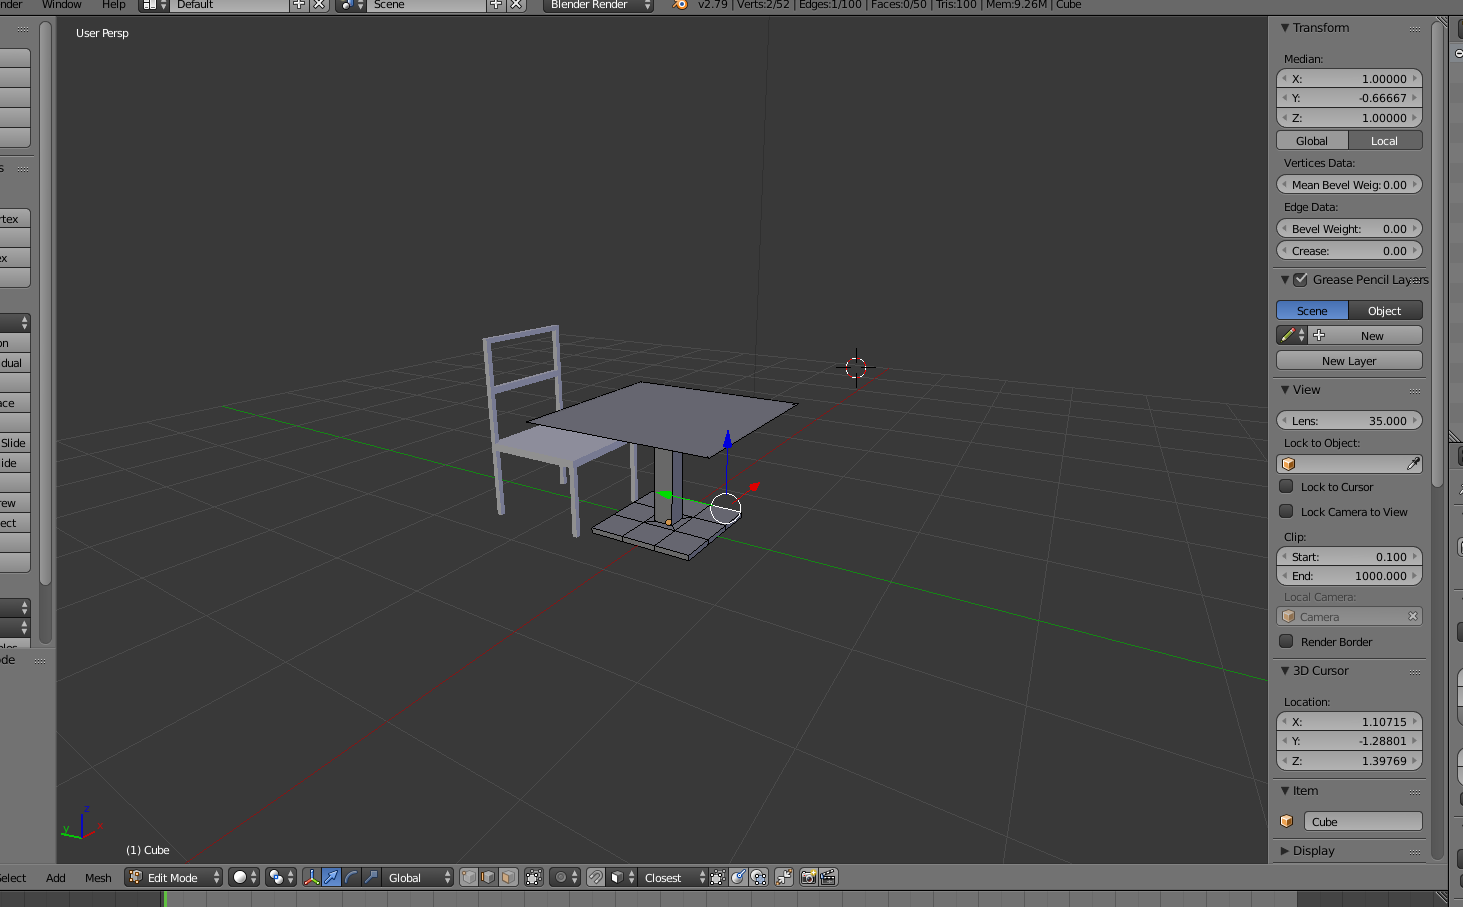 nder Window Help Default Scene Blender Render v2.79 | Verts:2/52 | Edges:1/100 | Faces:0/50 | Tris:100 | Mem:9.26M | Cube
User Persp
s
rtex
ex
on
dual
ace
Slide
ide
rew
ect
ode
Transform
Median:
X: 1.00000
Y: -0.66667
Z: 1.00000
Global Local
Vertices Data:
Mean Bevel Weig: 0.00
Edge Data:
Bevel Weight: 0.00
Crease: 0.00
Grease Pencil Layers
Scene Object
New
New Layer
View
Lens: 35.000
Lock to Object:
Lock to Cursor
Lock Camera to View
Clip:
Start: 0.100
End: 1000.000
Local Camera:
Camera
Render Border
3D Cursor
Location:
X: 1.10715
Y: -1.28801
Z: 1.39769
Item
Cube
Display
z
y
x
(1) Cube
elect Add Mesh Edit Mode Global Closest